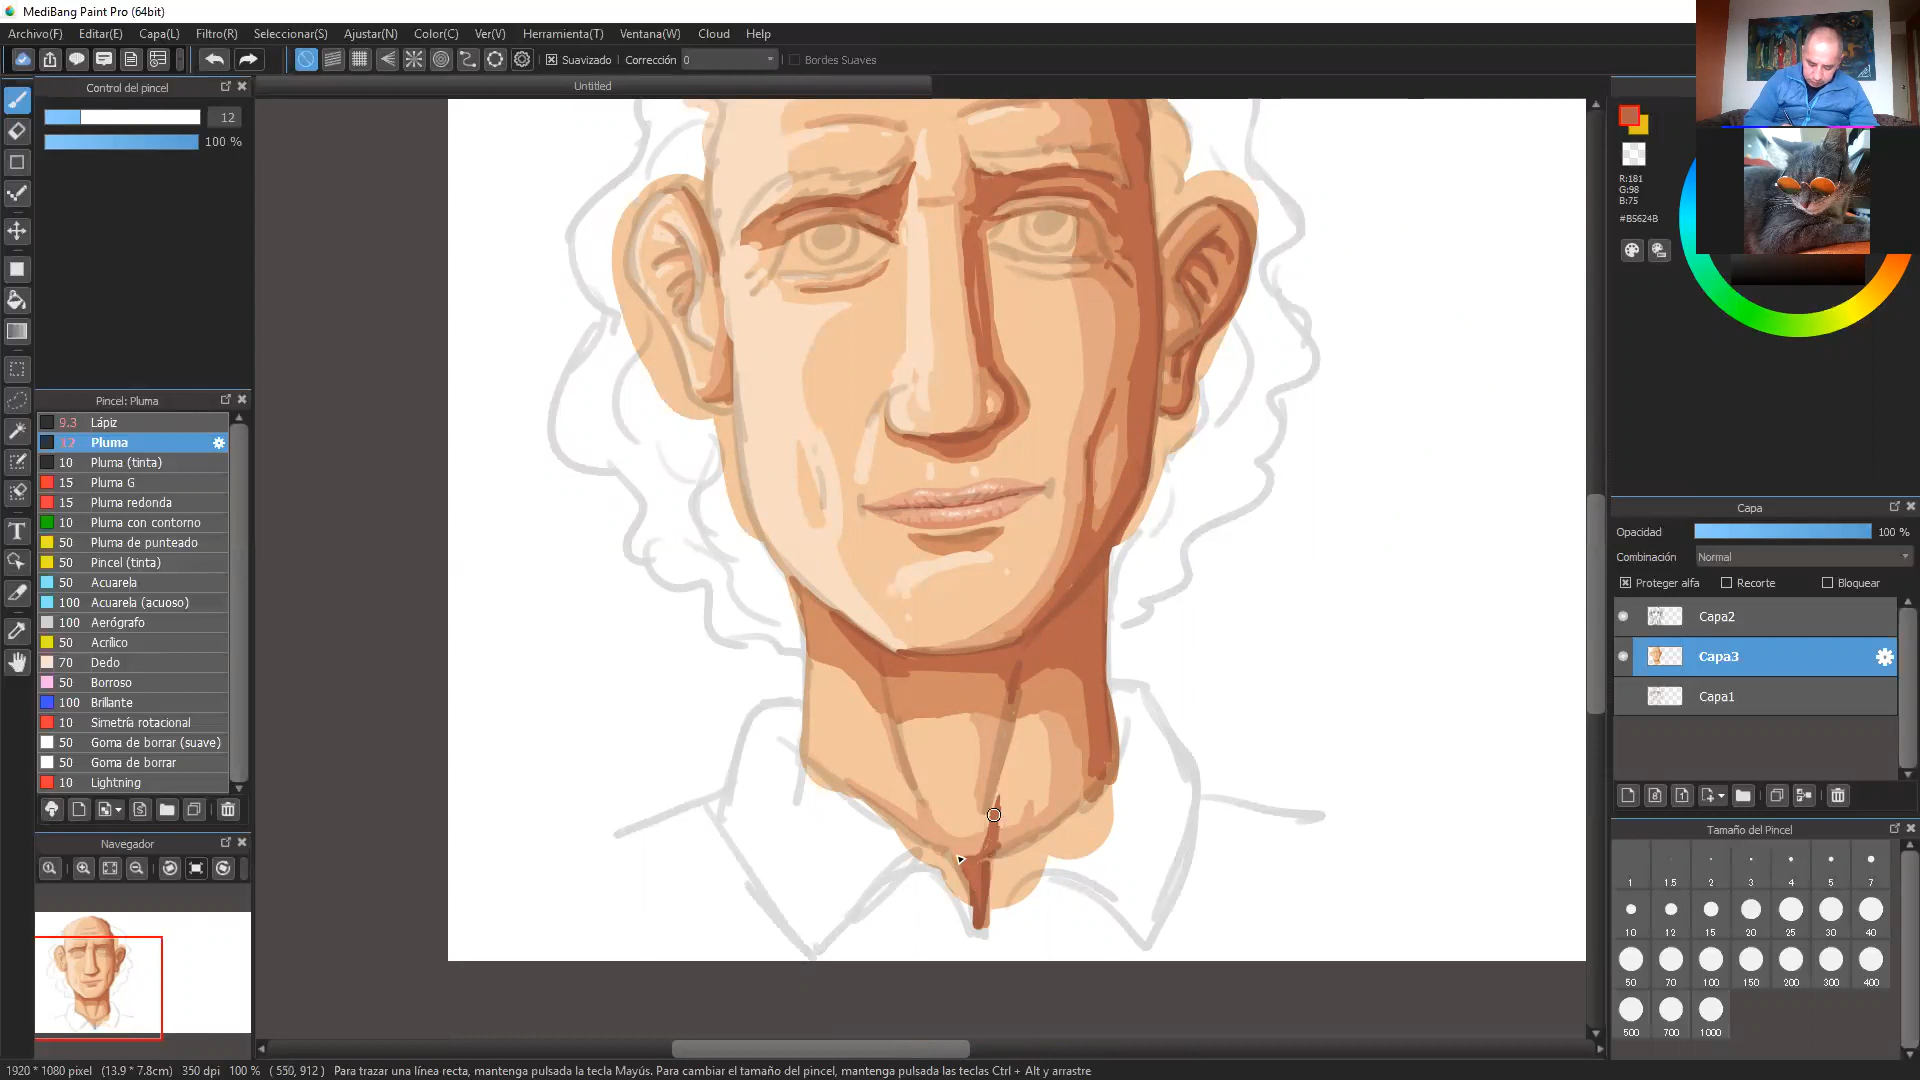 MediBang Paint Pro (64bit)
Archivo(F) Editar(E) Capa(L) Filtro(R) Seleccionar(S) Ajustar(N) Color(C) Ver(V) Herramienta(T) Ventana(W) Cloud Help
Suavizado Corrección 0 Bordes Suaves
Control del pincel
Untitled
12
100 %
R:181
G:98
B:75
#B5624B
Pincel: Pluma
9.3 Lápiz
12 Pluma
10 Pluma (tinta)
15 Pluma G
15 Pluma redonda
10 Pluma con contorno
50 Pluma de punteado
50 Pincel (tinta)
50 Acuarela
100 Acuarela (acuoso)
100 Aerógrafo
50 Acrílico
70 Dedo
50 Borroso
100 Brillante
10 Simetría rotacional
50 Goma de borrar (suave)
50 Goma de borrar
10 Lightning
Capa
Opacidad 100 %
Combinación Normal
Proteger alfa Recorte Bloquear
Capa2
Capa3
Capa1
Navegador
Tamaño del Pincel
1 1.5 2 3 4 5 7
10 12 15 20 25 30 40
50 70 100 150 200 300 400
500 700 1000
1920 * 1080 pixel (13.9 * 7.8cm) 350 dpi 100 % ( 550, 912 ) Para trazar una línea recta, mantenga pulsada la tecla Mayús. Para cambiar el tamaño del pincel, mantenga pulsada las teclas Ctrl + Alt y arrastre